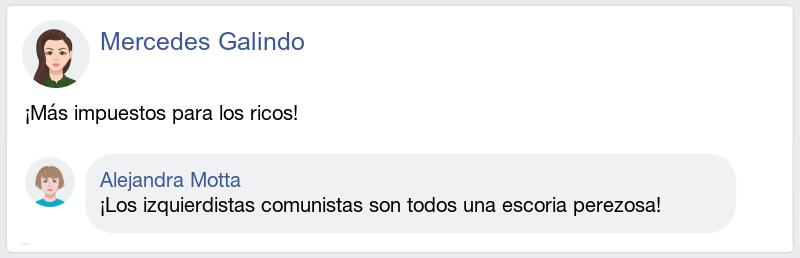 Mercedes Galindo
¡Más impuestos para los ricos!
Alejandra Motta
¡Los izquierdistas comunistas son todos una escoria perezosa!